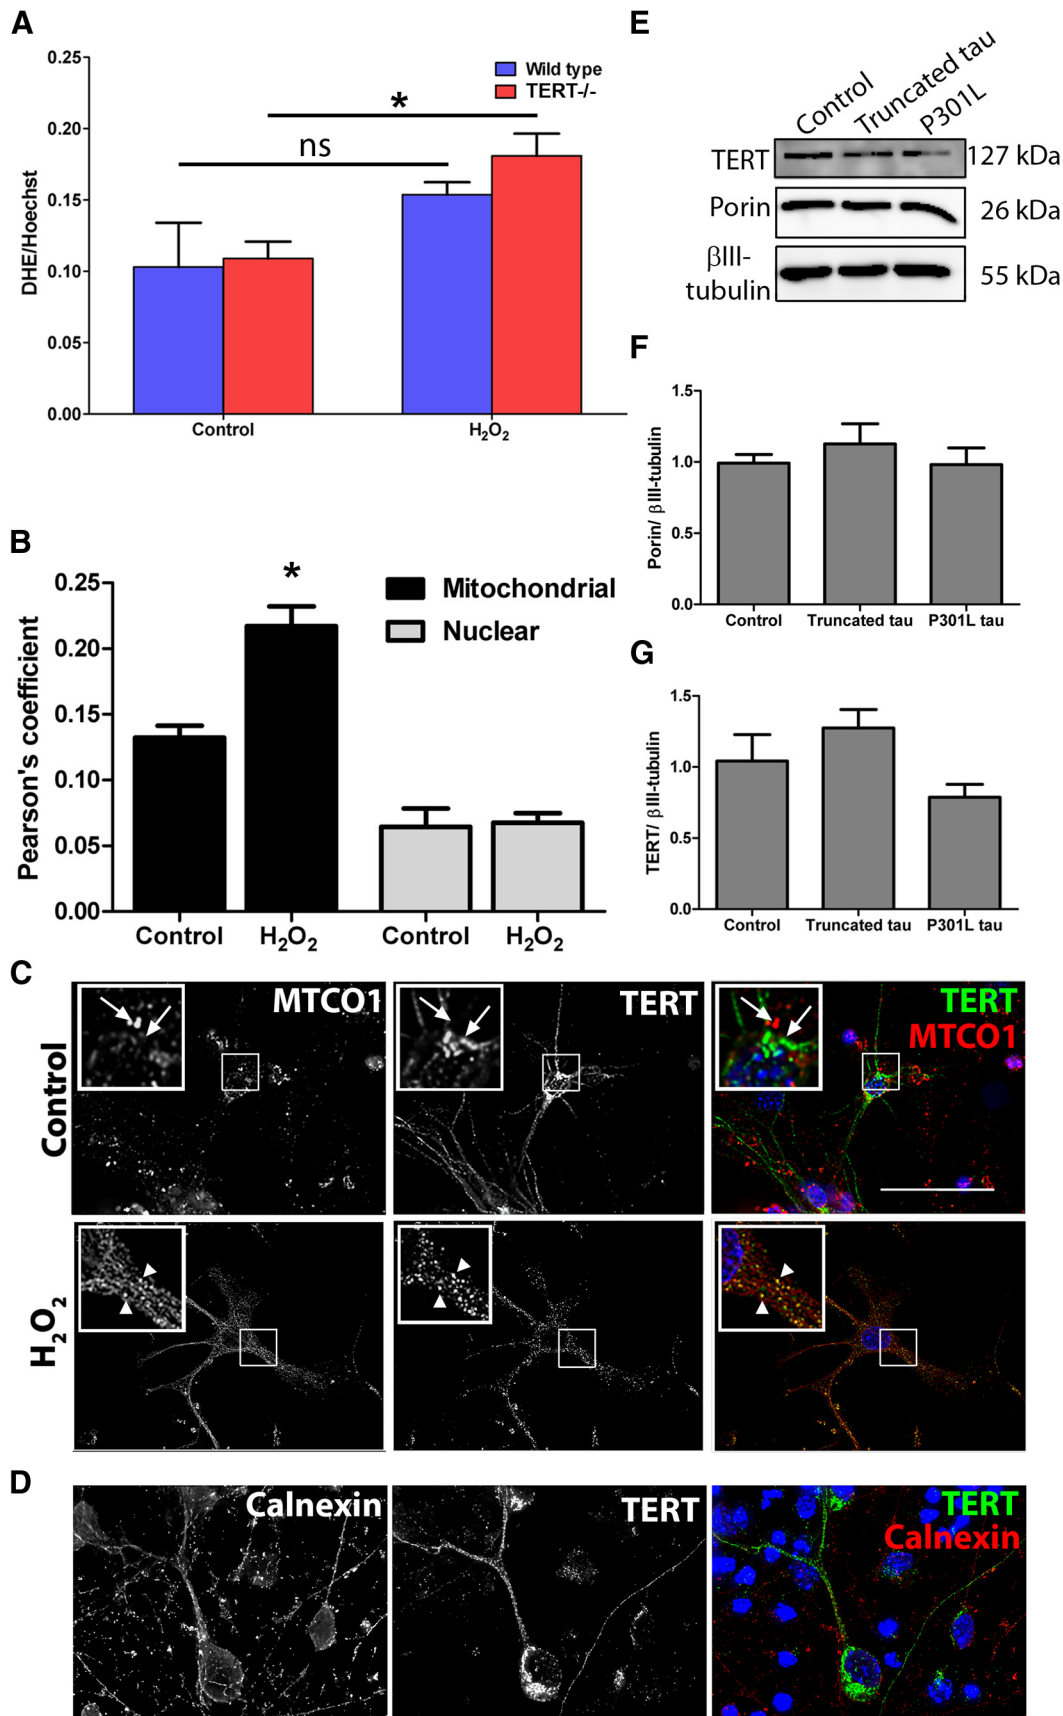 A
0.25
0.20
0.15
0.10
0.05
0.00
DHE/Hoechst
Wild type
TERT-/-
*
ns
Control
H₂O₂
B
0.25
0.20
0.15
0.10
0.05
0.00
Pearson's coefficient
*
Mitochondrial
Nuclear
Control
H₂O₂
Control
H₂O₂
C
Control
MTCO1
TERT
TERT
MTCO1
H₂O₂
D
Calnexin
TERT
TERT
Calnexin
E
Control
Truncated tau
P301L
TERT
127 kDa
Porin
26 kDa
βIII-
tubulin
55 kDa
F
1.5
1.0
0.5
0.0
Porin/ βIII-tubulin
Control
Truncated tau
P301L tau
G
1.5
1.0
0.5
0.0
TERT/ βIII-tubulin
Control
Truncated tau
P301L tau